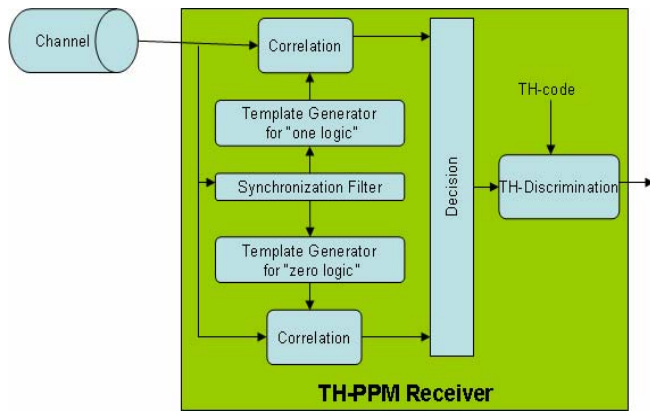 Channel
Correlation
Template Generator
for "one logic"
Synchronization Filter
Template Generator
for "zero logic"
Correlation
Decision
TH-code
TH-Discrimination
TH-PPM Receiver